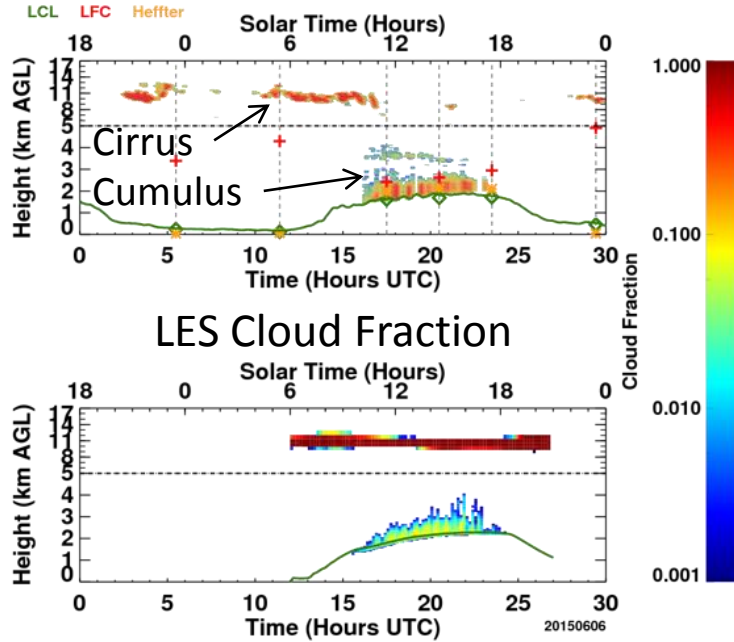 LCL LFC Heffter
Solar Time (Hours)
18 0 6 12 18 0
Height (km AGL)
17
14
11
8
5
4
3
2
1
0
Cirrus
Cumulus
0 5 10 15 20 25 30
Time (Hours UTC)
LES Cloud Fraction
Solar Time (Hours)
18 0 6 12 18 0
Height (km AGL)
17
14
11
8
5
4
3
2
1
0
0 5 10 15 20 25 30
Time (Hours UTC)
20150606
Cloud Fraction
1.000
0.100
0.010
0.001